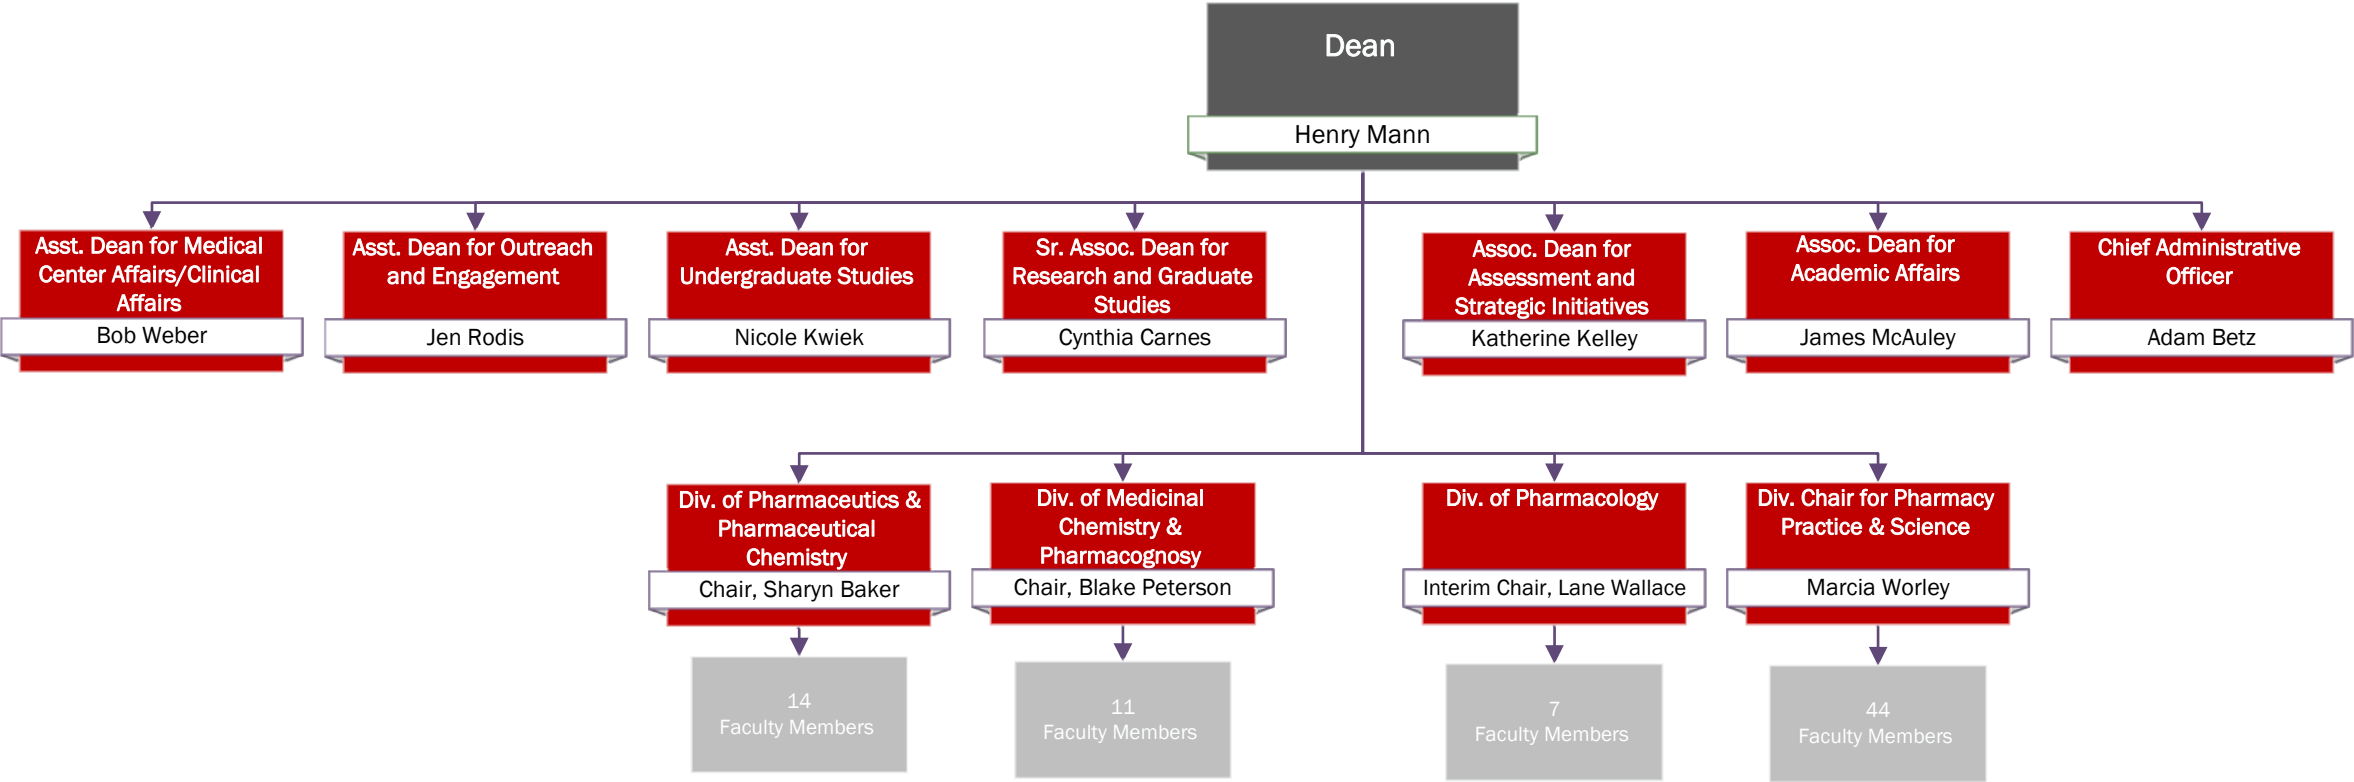 Dean
Henry Mann
Asst. Dean for Medical
Center Affairs/Clinical
Affairs
Bob Weber
Asst. Dean for Outreach
and Engagement
Jen Rodis
Asst. Dean for
Undergraduate Studies
Nicole Kwiek
Sr. Assoc. Dean for
Research and Graduate
Studies
Cynthia Carnes
Assoc. Dean for
Assessment and
Strategic Initiatives
Katherine Kelley
Assoc. Dean for
Academic Affairs
James McAuley
Chief Administrative
Officer
Adam Betz
Div. of Pharmaceutics &
Pharmaceutical
Chemistry
Chair, Sharyn Baker
14
Faculty Members
Div. of Medicinal
Chemistry &
Pharmacognosy
Chair, Blake Peterson
11
Faculty Members
Div. of Pharmacology
Interim Chair, Lane Wallace
7
Faculty Members
Div. Chair for Pharmacy
Practice & Science
Marcia Worley
44
Faculty Members